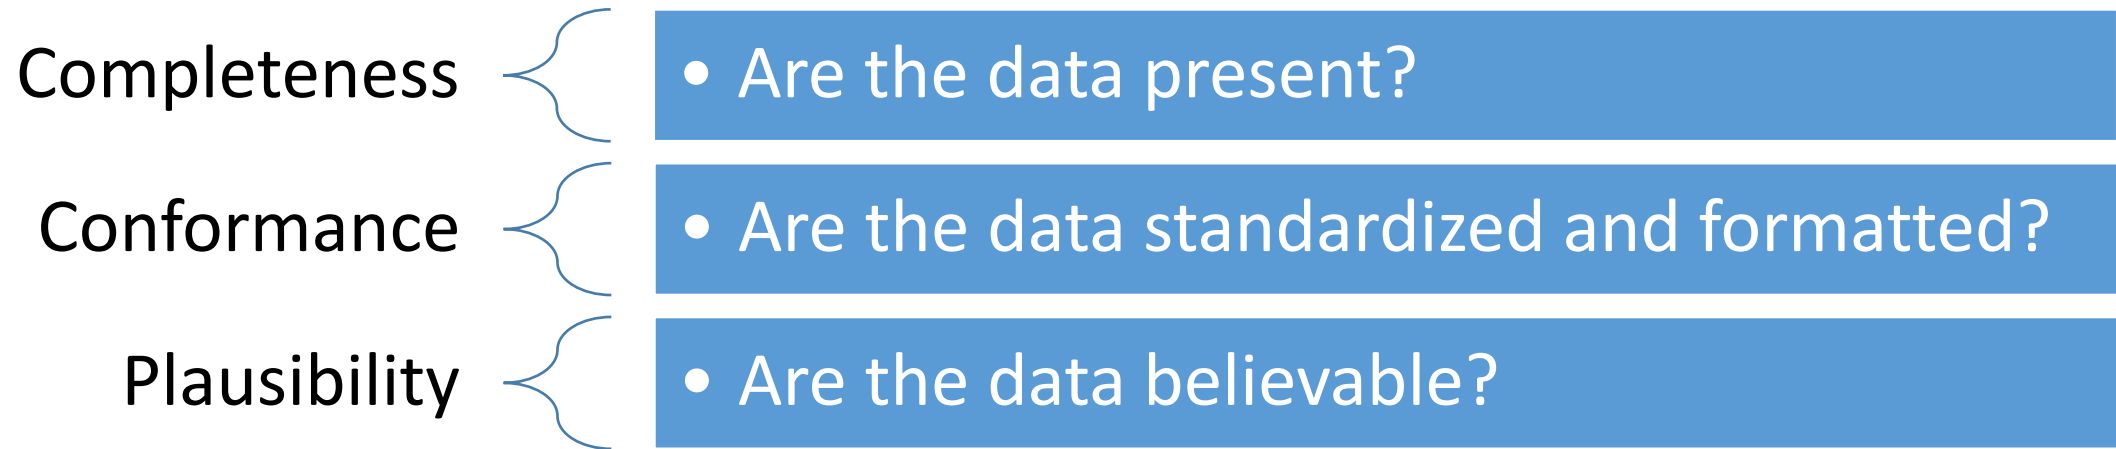 Completeness
• Are the data present?
Conformance
• Are the data standardized and formatted?
Plausibility
• Are the data believable?